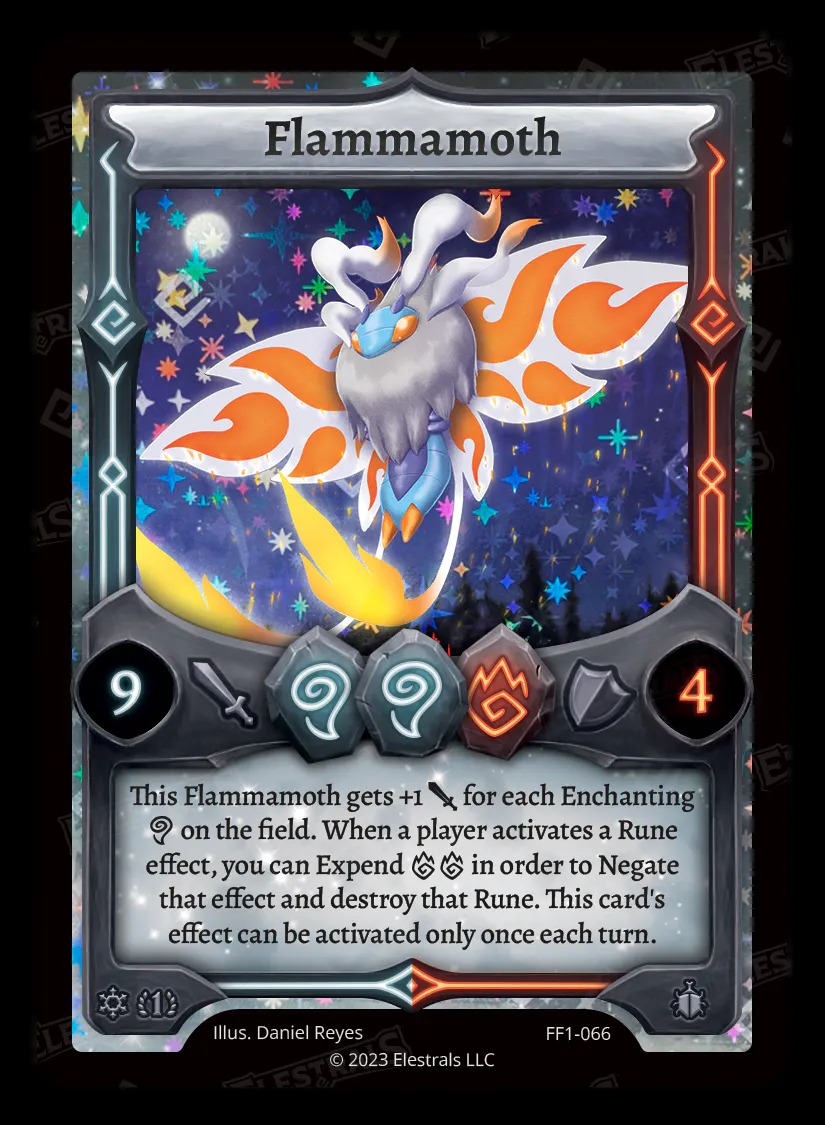 Flammamoth
9
4
This Flammamoth gets +1 for each Enchanting
on the field. When a player activates a Rune
effect, you can Expend in order to Negate
that effect and destroy that Rune. This card's
effect can be activated only once each turn.
1
Illus. Daniel Reyes FF1-066
© 2023 Elestrals LLC